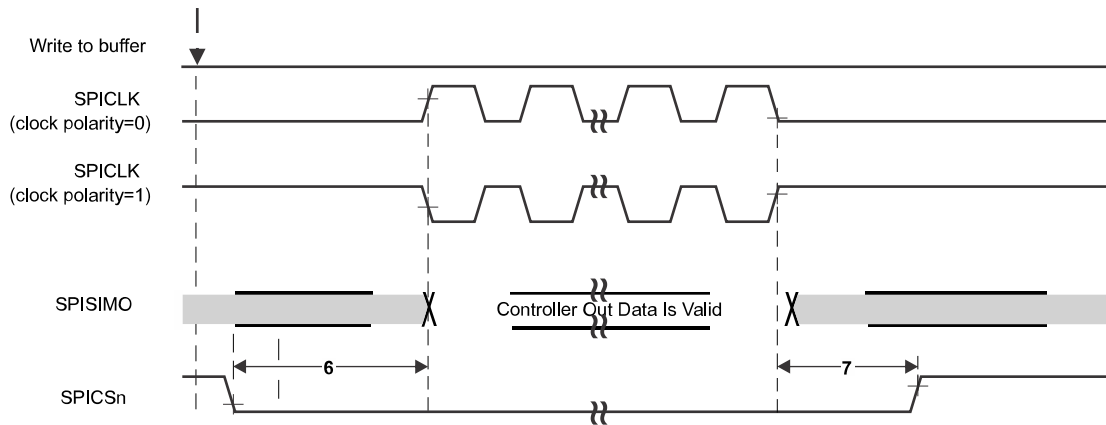 Write to buffer
SPICLK
(clock polarity=0)
SPICLK
(clock polarity=1)
SPISIMO
Controller Out Data Is Valid
6
7
SPICSn